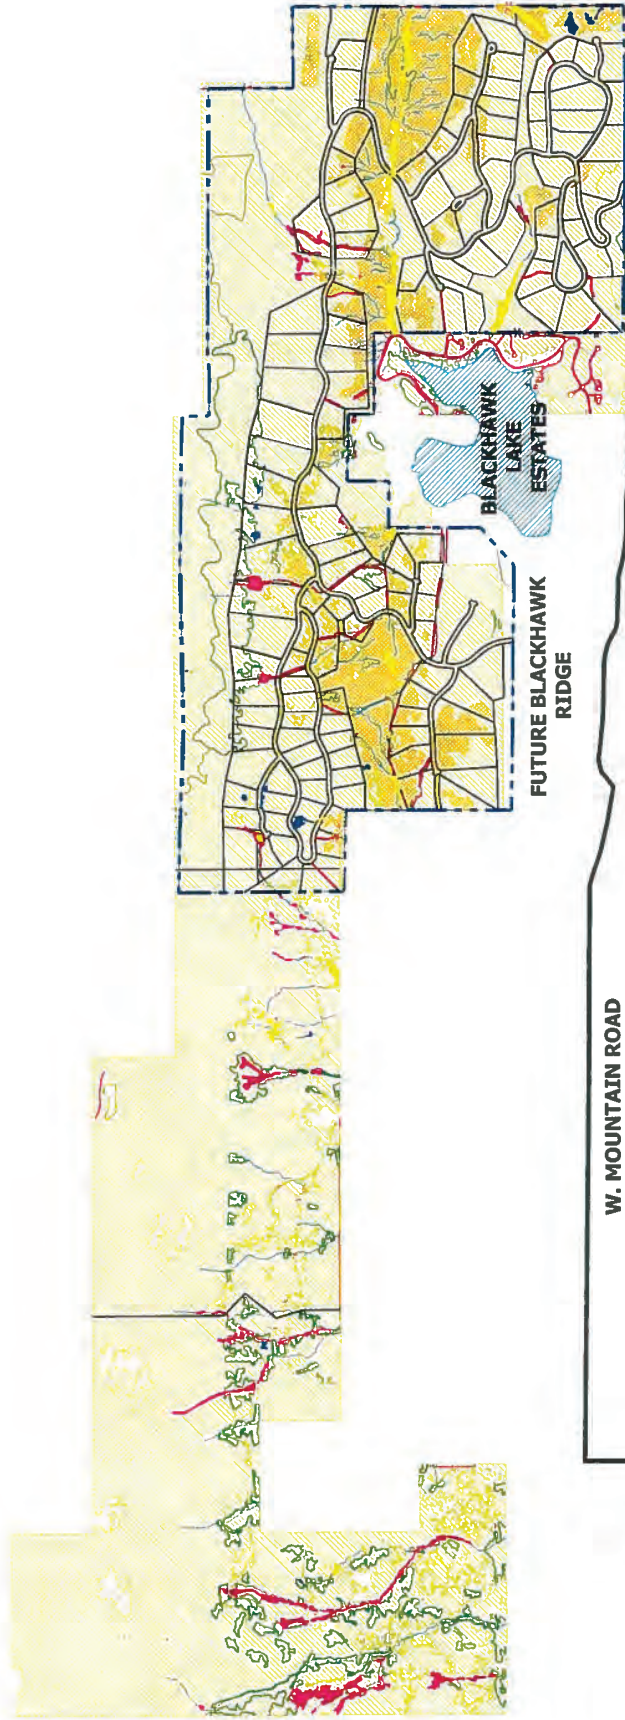 BLACKHAWK
LAKE
ESTATES
FUTURE BLACKHAWK
RIDGE
W. MOUNTAIN ROAD